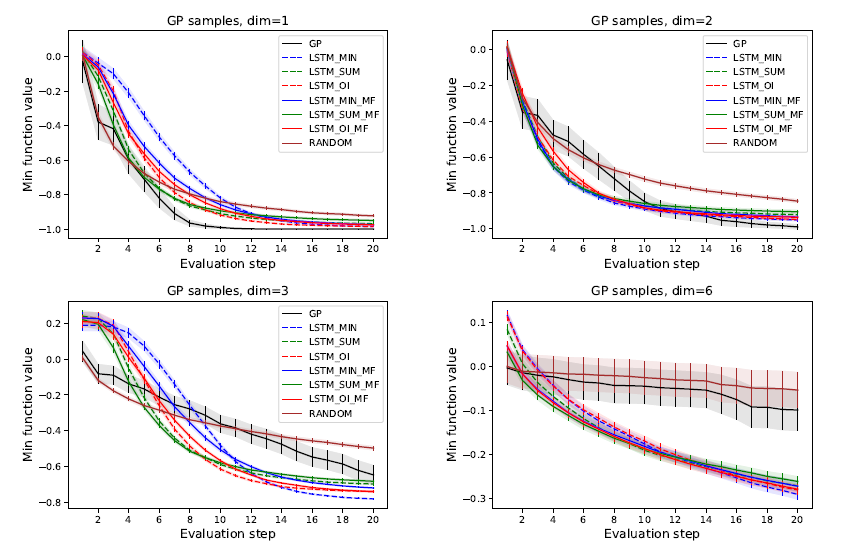 GP samples, dim=1
Min function value
0.0
−0.2
−0.4
−0.6
−0.8
−1.0
GP
LSTM_MIN
LSTM_SUM
LSTM_OI
LSTM_MIN_MF
LSTM_SUM_MF
LSTM_OI_MF
RANDOM
2 4 6 8 10 12 14 16 18 20
Evaluation step
GP samples, dim=2
Min function value
0.0
−0.2
−0.4
−0.6
−0.8
−1.0
GP
LSTM_MIN
LSTM_SUM
LSTM_OI
LSTM_MIN_MF
LSTM_SUM_MF
LSTM_OI_MF
RANDOM
2 4 6 8 10 12 14 16 18 20
Evaluation step
GP samples, dim=3
Min function value
0.2
0.0
−0.2
−0.4
−0.6
−0.8
GP
LSTM_MIN
LSTM_SUM
LSTM_OI
LSTM_MIN_MF
LSTM_SUM_MF
LSTM_OI_MF
RANDOM
2 4 6 8 10 12 14 16 18 20
Evaluation step
GP samples, dim=6
Min function value
0.1
0.0
−0.1
−0.2
−0.3
2 4 6 8 10 12 14 16 18 20
Evaluation step